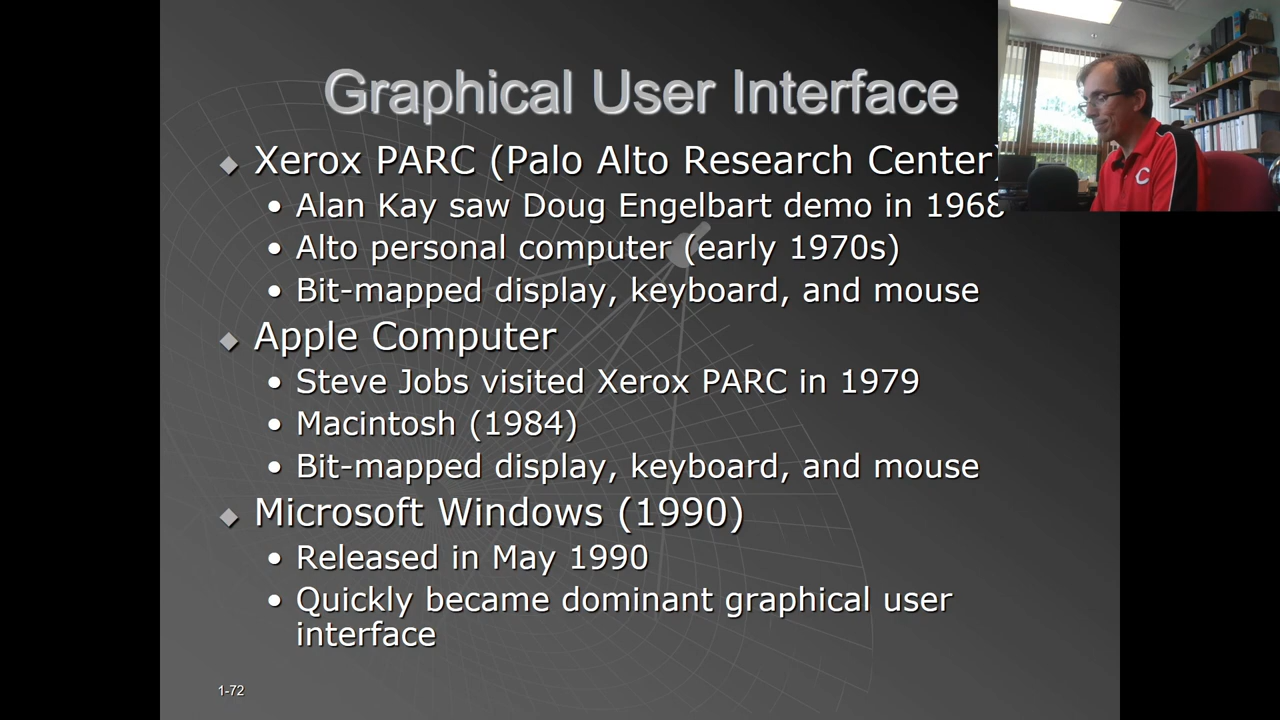 Graphical User Interface
◆ Xerox PARC (Palo Alto Research Center)
• Alan Kay saw Doug Engelbart demo in 1968
• Alto personal computer (early 1970s)
• Bit-mapped display, keyboard, and mouse
◆ Apple Computer
• Steve Jobs visited Xerox PARC in 1979
• Macintosh (1984)
• Bit-mapped display, keyboard, and mouse
◆ Microsoft Windows (1990)
• Released in May 1990
• Quickly became dominant graphical user
interface
1-72
C